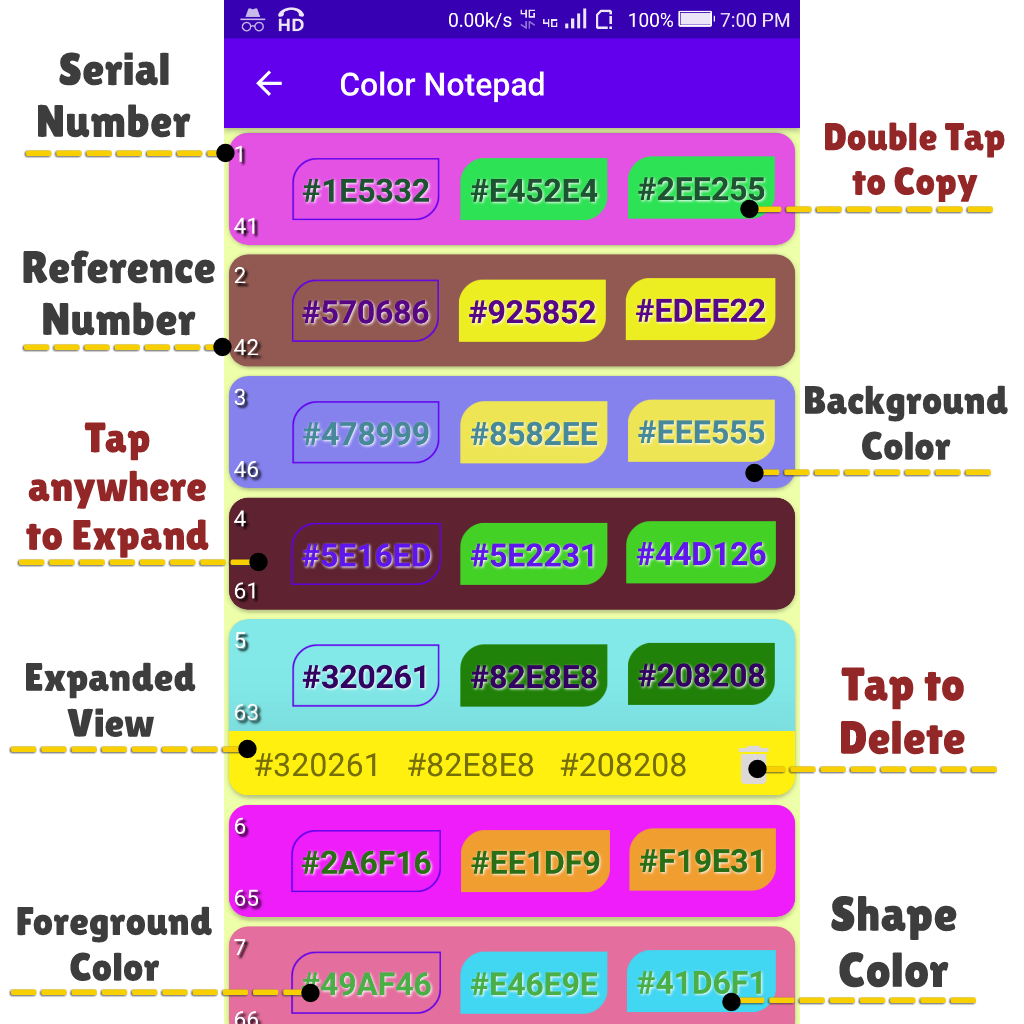 HD 0.00k/s 4G 4G 100% 7:00 PM
Color Notepad
Serial
Number
Double Tap
to Copy
1
#1E5332 #E452E4 #2EE255
41
Reference
Number
2
#570686 #925852 #EDEE22
42
Background
Color
3
#478999 #8582EE #EEE555
46
Tap
anywhere
to Expand
4
#5E16ED #5E2231 #44D126
61
Expanded
View
Tap to
Delete
5
#320261 #82E8E8 #208208
63
#320261 #82E8E8 #208208
6
#2A6F16 #EE1DF9 #F19E31
65
Foreground
Color
Shape
Color
7
#49AF46 #E46E9E #41D6F1
66